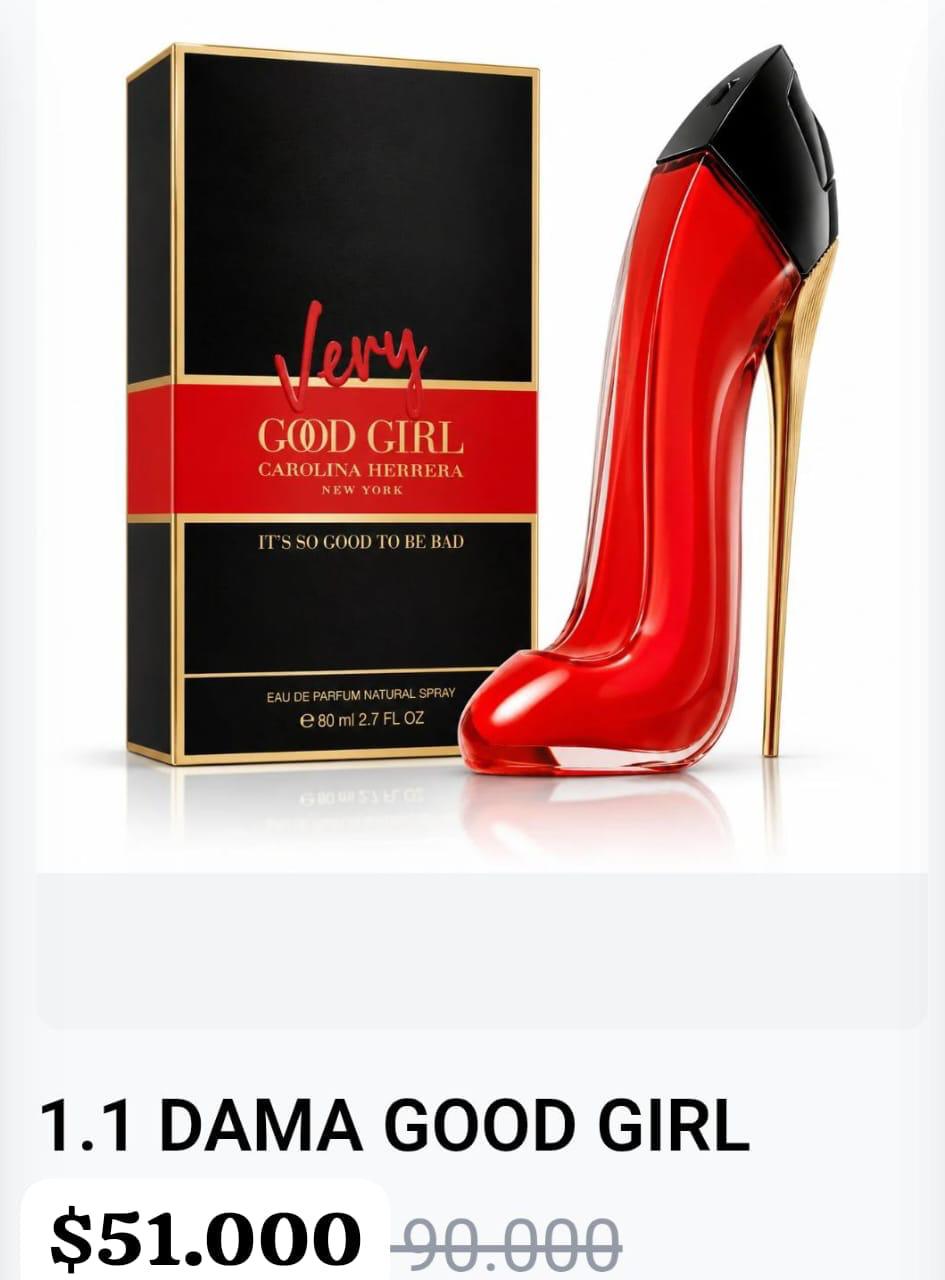 Very
GOOD GIRL
CAROLINA HERRERA
NEW YORK
IT'S SO GOOD TO BE BAD
EAU DE PARFUM NATURAL SPRAY
℮ 80 ml 2.7 FL OZ
1.1 DAMA GOOD GIRL
$51.000 90.000